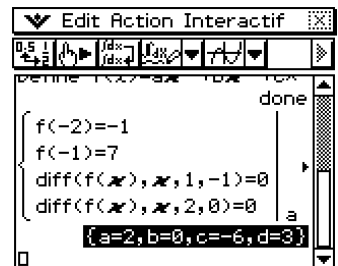 Edit Action Interactif
done
f(-2)=-1
f(-1)=7
diff(f(x),x,1,-1)=0
diff(f(x),x,2,0)=0
a
{a=2,b=0,c=-6,d=3}